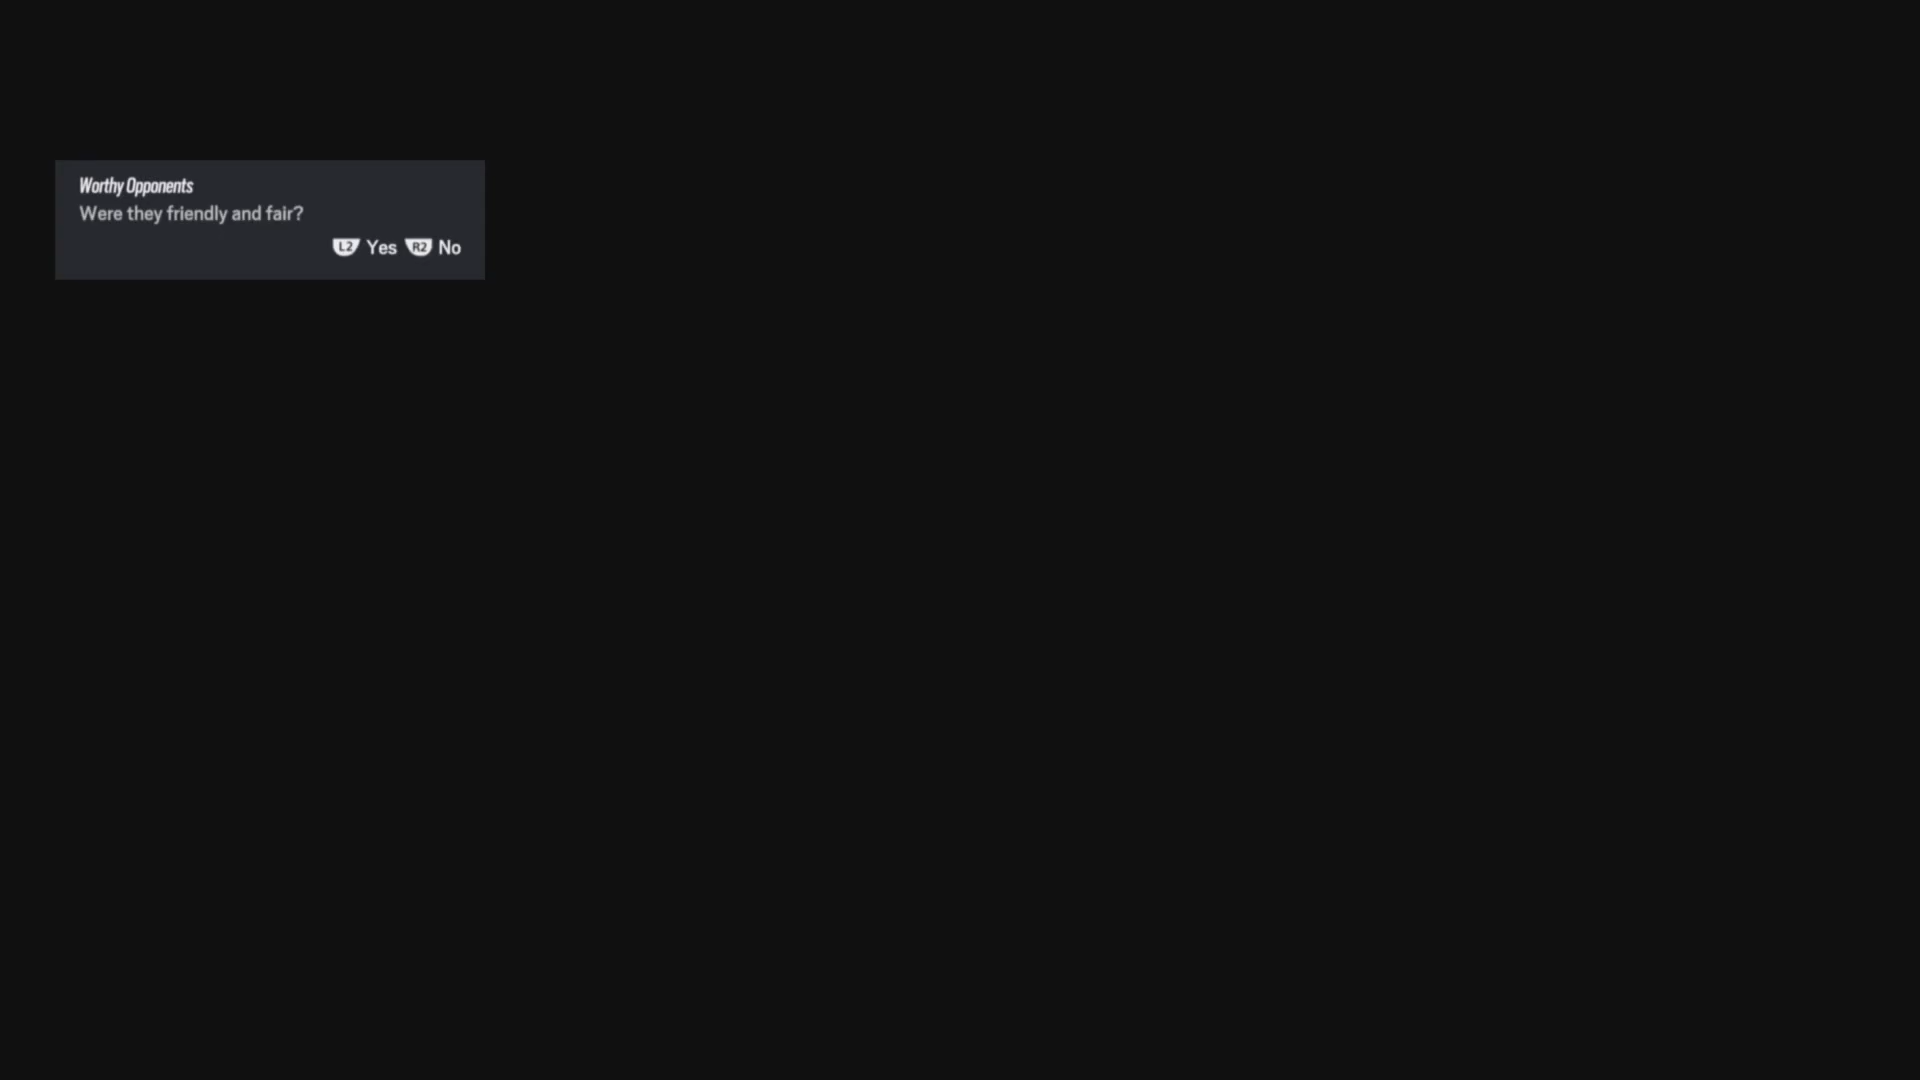 Worthy Opponents
Were they friendly and fair?
L2 Yes R2 No